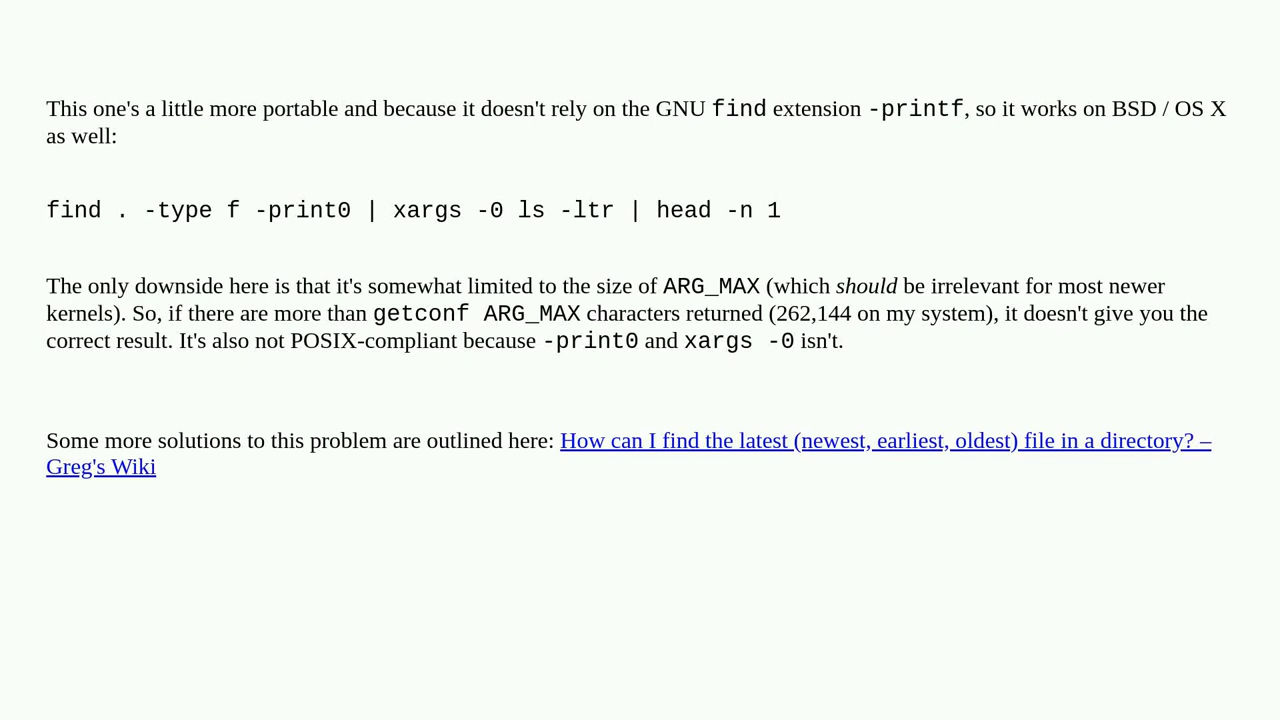 This one's a little more portable and because it doesn't rely on the GNU find extension -printf, so it works on BSD / OS X
as well:
find . -type f -print0 | xargs -0 ls -ltr | head -n 1
The only downside here is that it's somewhat limited to the size of ARG_MAX (which should be irrelevant for most newer
kernels). So, if there are more than getconf ARG_MAX characters returned (262,144 on my system), it doesn't give you the
correct result. It's also not POSIX-compliant because -print0 and xargs -0 isn't.
Some more solutions to this problem are outlined here: How can I find the latest (newest, earliest, oldest) file in a directory? –
Greg's Wiki